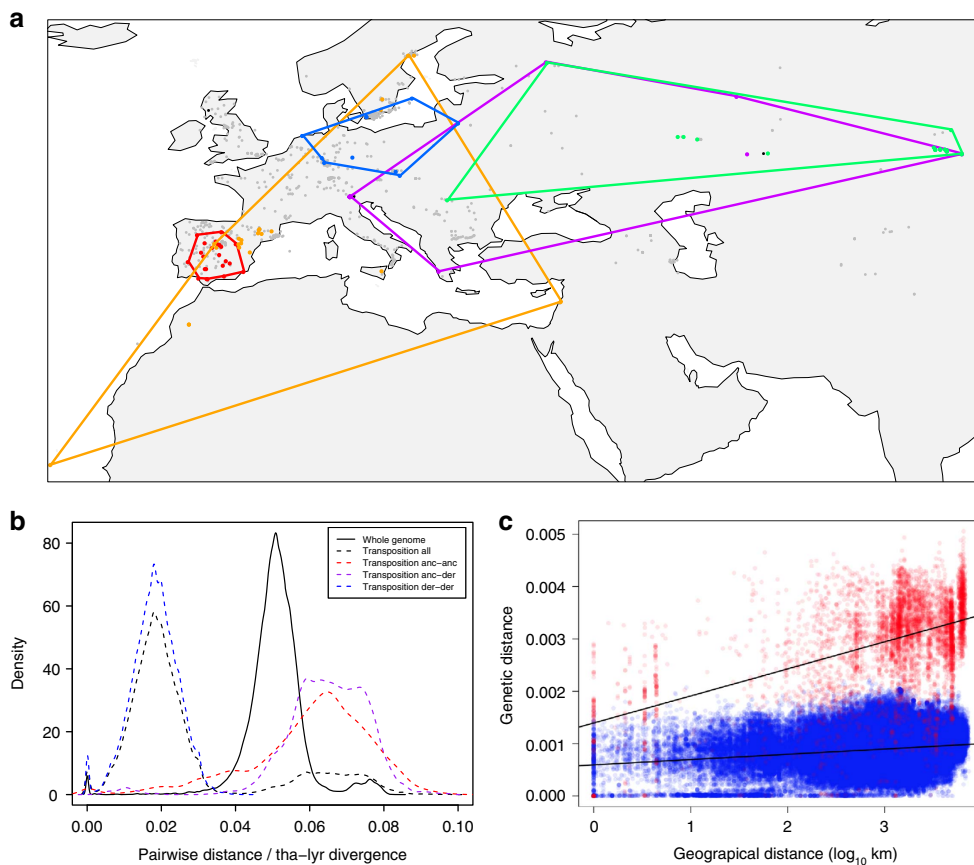 a
b
80
60
40
20
0
Density
Whole genome
Transposition all
Transposition anc–anc
Transposition anc–der
Transposition der–der
0.00 0.02 0.04 0.06 0.08 0.10
Pairwise distance / tha–lyr divergence
c
0.005
0.004
0.003
0.002
0.001
0.000
Genetic distance
0 1 2 3
Geograpical distance (log10 km)